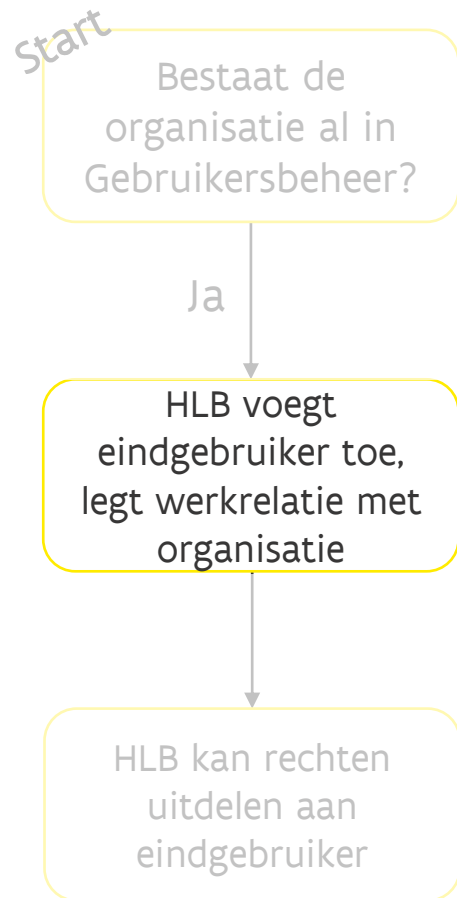 Start
Bestaat de
organisatie al in
Gebruikersbeheer?
Ja
HLB voegt
eindgebruiker toe,
legt werkrelatie met
organisatie
HLB kan rechten
uitdelen aan
eindgebruiker